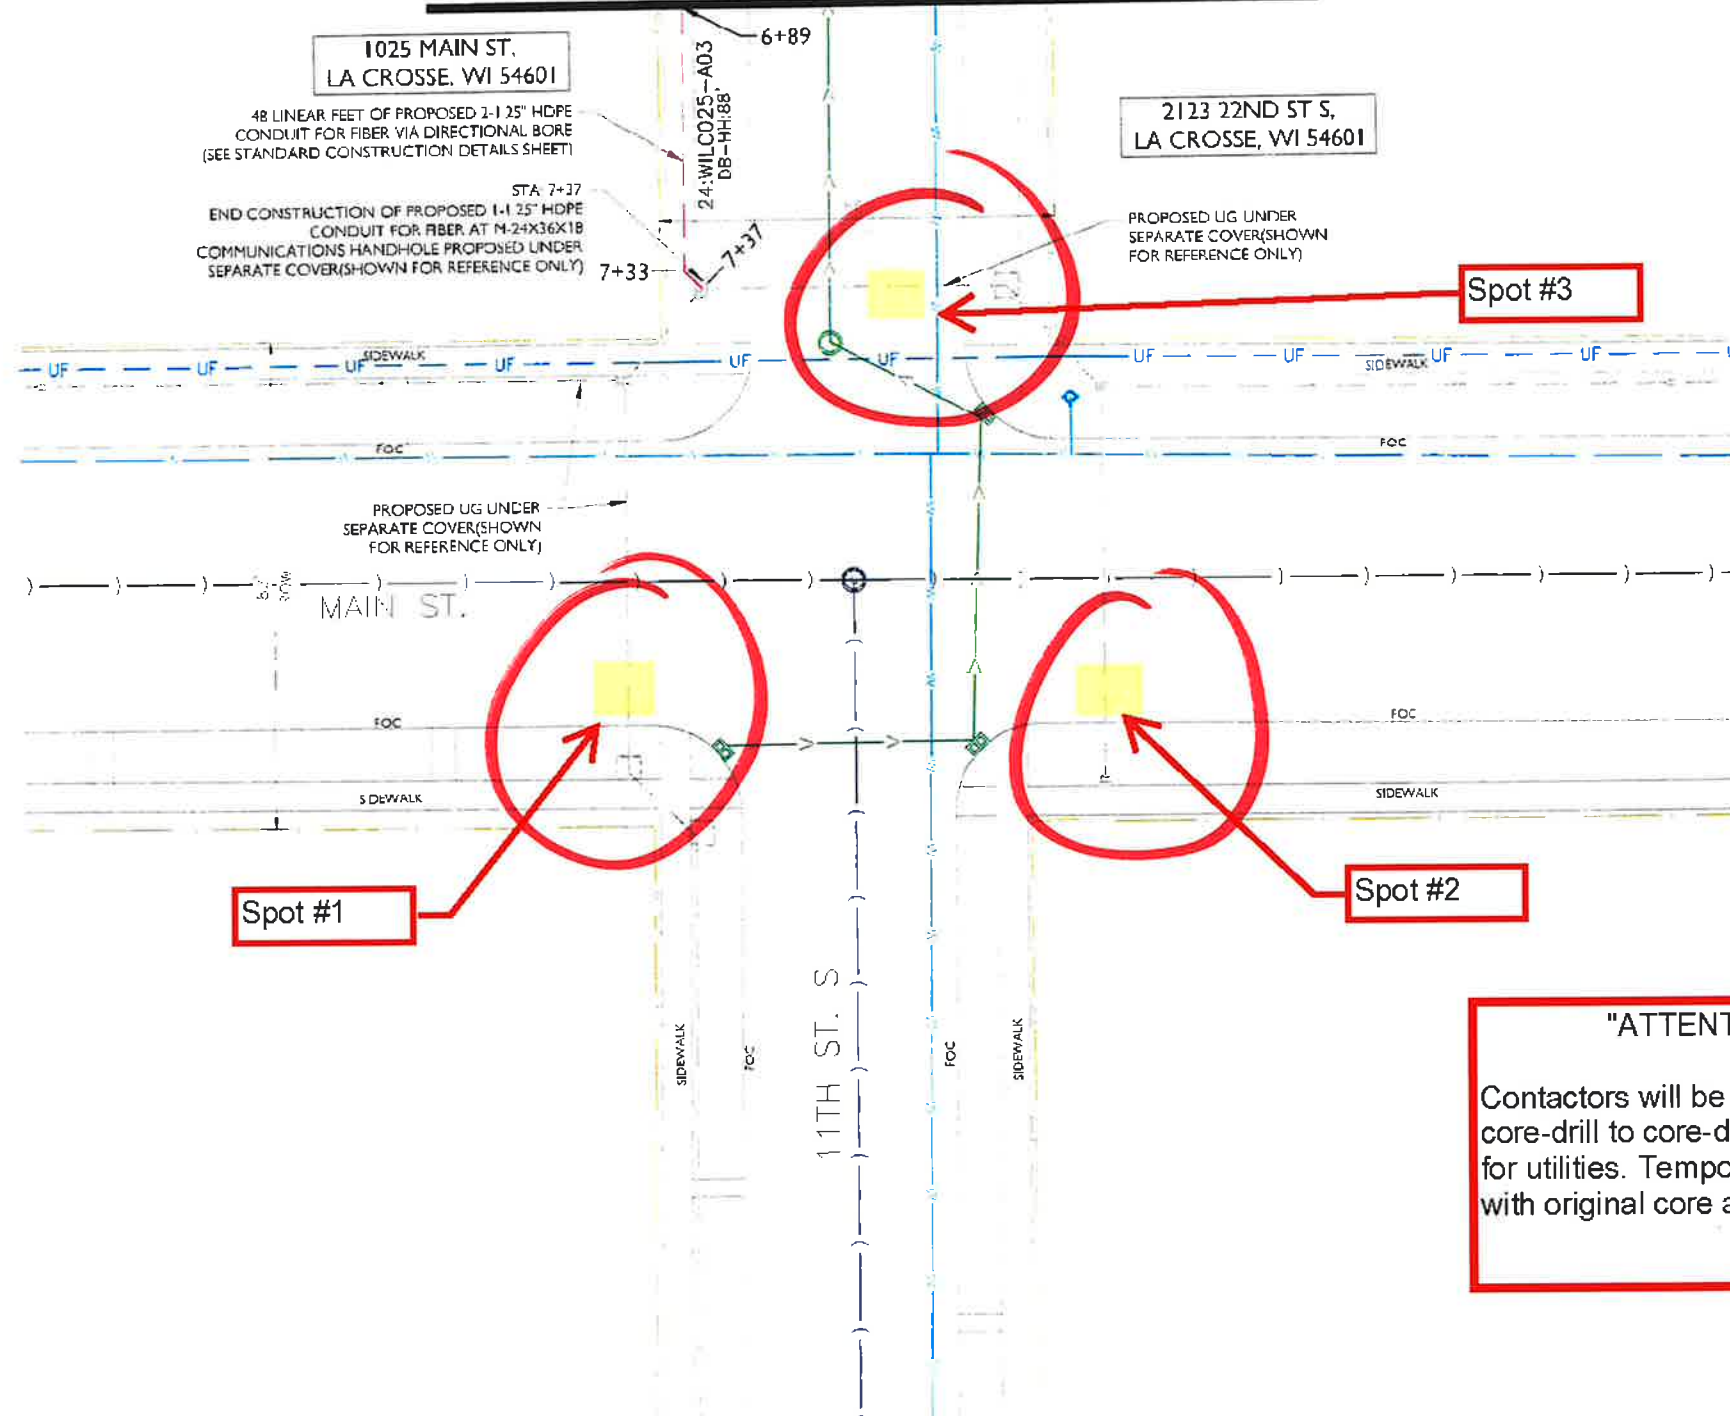 6+89
1025 MAIN ST,
LA CROSSE, WI 54601
48 LINEAR FEET OF PROPOSED 2-1.25" HDPE
CONDUIT FOR FIBER VIA DIRECTIONAL BORE
(SEE STANDARD CONSTRUCTION DETAILS SHEET)
24:WILC025-A03
DB-HH:88'
2123 22ND ST S,
LA CROSSE, WI 54601
STA 7+37
END CONSTRUCTION OF PROPOSED 1-1.25" HDPE
CONDUIT FOR FIBER AT M-24X36X18
COMMUNICATIONS HANDHOLE PROPOSED UNDER
SEPARATE COVER(SHOWN FOR REFERENCE ONLY)
7+33
7+37
PROPOSED UG UNDER
SEPARATE COVER(SHOWN
FOR REFERENCE ONLY)
Spot #3
SIDEWALK
UF UF UF UF UF UF UF UF UF UF
SIDEWALK
FOC
FOC
PROPOSED UG UNDER
SEPARATE COVER(SHOWN
FOR REFERENCE ONLY)
ROW
MAIN ST.
FOC
FOC
SIDEWALK
SIDEWALK
Spot #1
Spot #2
11TH ST. S
SIDEWALK
FOC
FOC
SIDEWALK
"ATTENT
Contactors will be
core-drill to core-d
for utilities. Tempo
with original core a